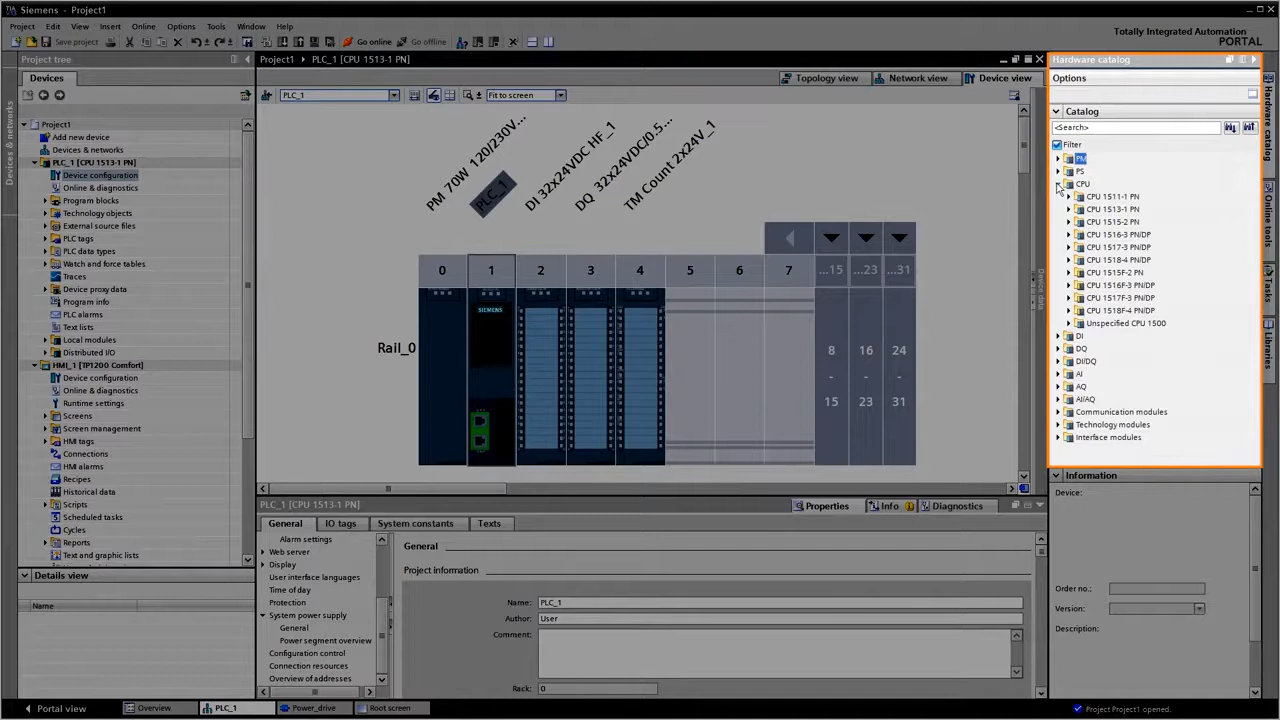 Siemens - Project1
Project Edit View Insert Online Options Tools Window Help
Totally Integrated Automation
PORTAL
Save project
Go online
Go offline
Project tree
Devices
Project1
Add new device
Devices & networks
PLC_1 [CPU 1513-1 PN]
Device configuration
Online & diagnostics
Program blocks
Technology objects
External source files
PLC tags
PLC data types
Watch and force tables
Traces
Device proxy data
Program info
PLC alarms
Text lists
Local modules
Distributed I/O
HMI_1 [TP1200 Comfort]
Device configuration
Online & diagnostics
Runtime settings
Screens
Screen management
HMI tags
Connections
HMI alarms
Recipes
Historical data
Scripts
Scheduled tasks
Cycles
Reports
Text and graphic lists
Details view
Name
Devices & networks
Project1 PLC_1 [CPU 1513-1 PN]
Topology view
Network view
Device view
PLC_1
Fit to screen
PM 70W 120/230V...
PLC_1
DI 32x24VDC HF_1
DQ 32x24VDC/0.5...
TM Count 2x24V_1
0 1 2 3 4 5 6 7 ...15 ...23 ...31
SIEMENS
Rail_0
8 16 24
- - -
15 23 31
Device data
PLC_1 [CPU 1513-1 PN]
Properties
Info
Diagnostics
General
IO tags
System constants
Texts
Alarm settings
Web server
Display
User interface languages
Time of day
Protection
System power supply
General
Power segment overview
Configuration control
Connection resources
Overview of addresses
General
Project information
Name: PLC_1
Author: User
Comment:
Rack: 0
Hardware catalog
Options
Catalog
<Search>
Filter
PM
PS
CPU
CPU 1511-1 PN
CPU 1513-1 PN
CPU 1515-2 PN
CPU 1516-3 PN/DP
CPU 1517-3 PN/DP
CPU 1518-4 PN/DP
CPU 1515F-2 PN
CPU 1516F-3 PN/DP
CPU 1517F-3 PN/DP
CPU 1518F-4 PN/DP
Unspecified CPU 1500
DI
DQ
DI/DQ
AI
AQ
AI/AQ
Communication modules
Technology modules
Interface modules
Information
Device:
Order no.:
Version:
Description:
Hardware catalog
Online tools
Tasks
Libraries
Portal view
Overview
PLC_1
Power_drive
Root screen
Project Project1 opened.